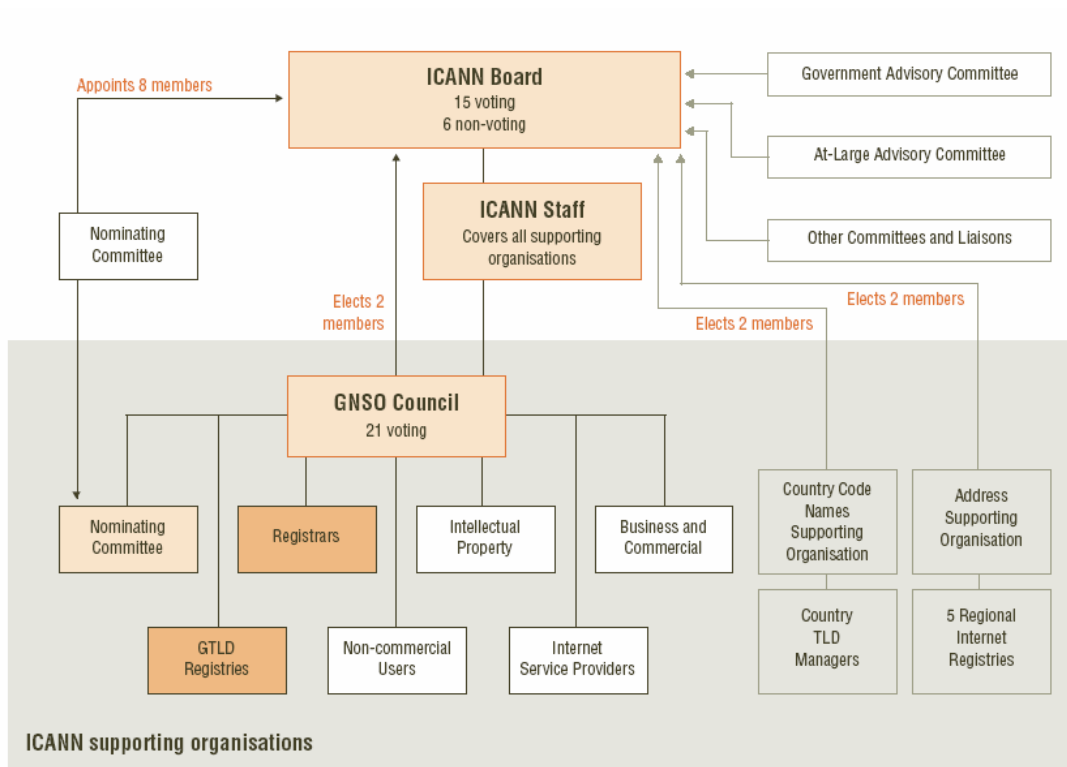 ICANN Board
15 voting
6 non-voting
Appoints 8 members
Government Advisory Committee
At-Large Advisory Committee
Other Committees and Liaisons
Nominating
Committee
ICANN Staff
Covers all supporting
organisations
Elects 2
members
Elects 2 members
Elects 2 members
GNSO Council
21 voting
Nominating
Committee
Registrars
Intellectual
Property
Business and
Commercial
Country Code
Names
Supporting
Organisation
Address
Supporting
Organisation
GTLD
Registries
Non-commercial
Users
Internet
Service Providers
Country
TLD
Managers
5 Regional
Internet
Registries
ICANN supporting organisations